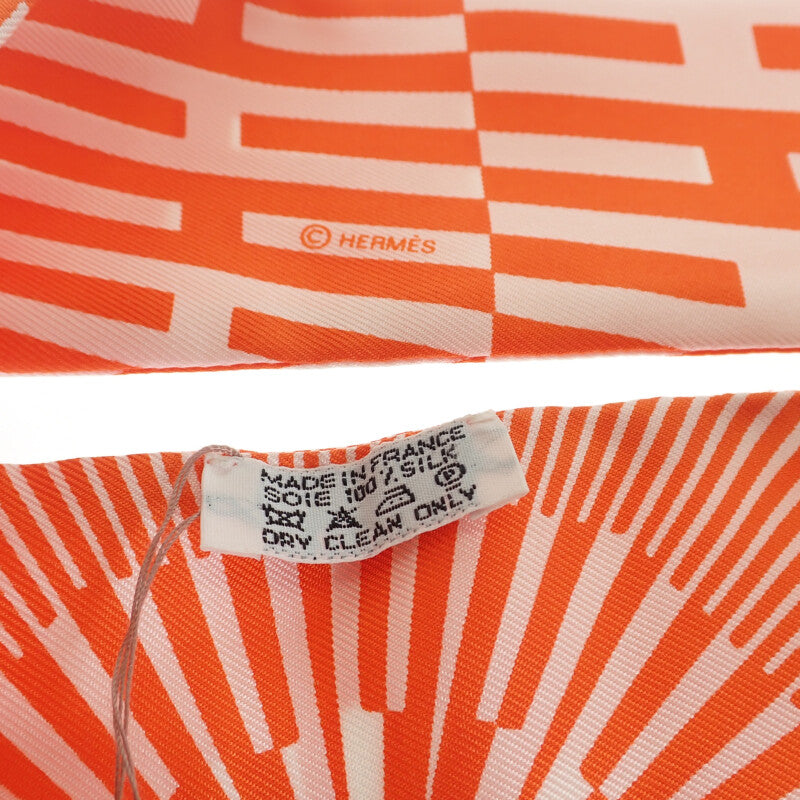 © HERMÈS
MADE IN FRANCE
SOIE 100 % SILK
DRY CLEAN ONLY